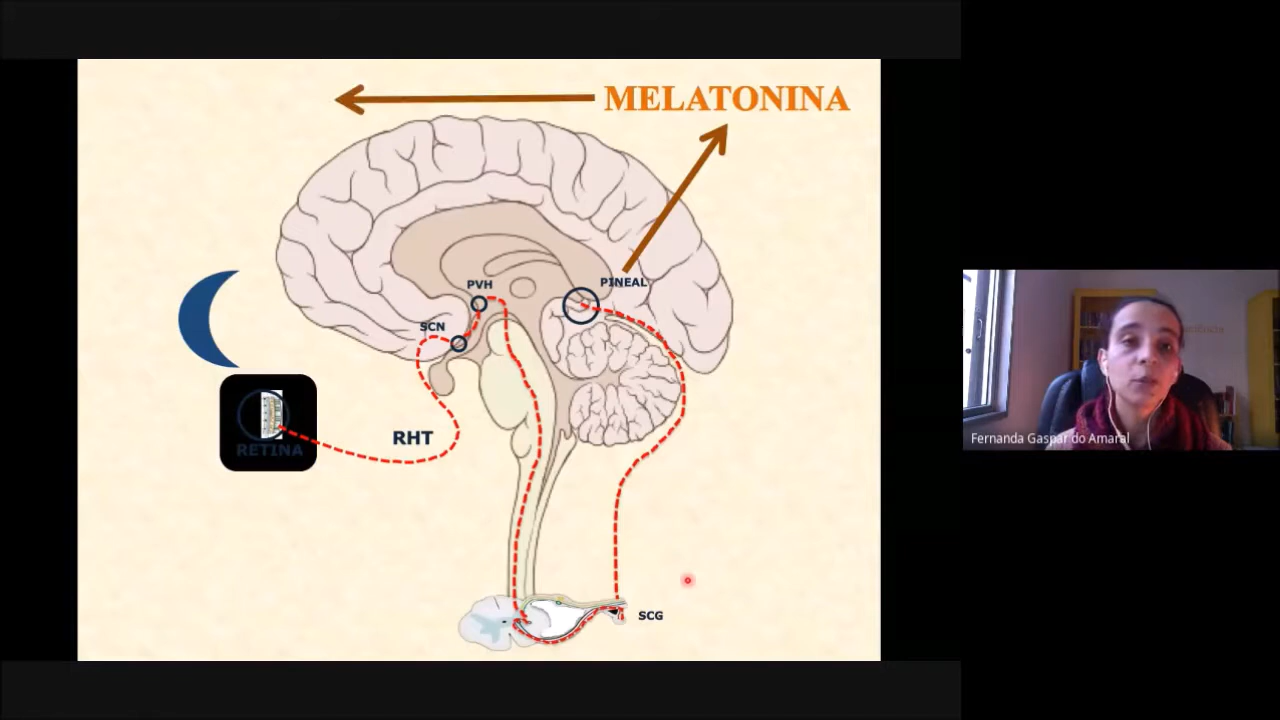 MELATONINA
PVH
PINEAL
SCN
RHT
RETINA
SCG
Fernanda Gaspar do Amaral